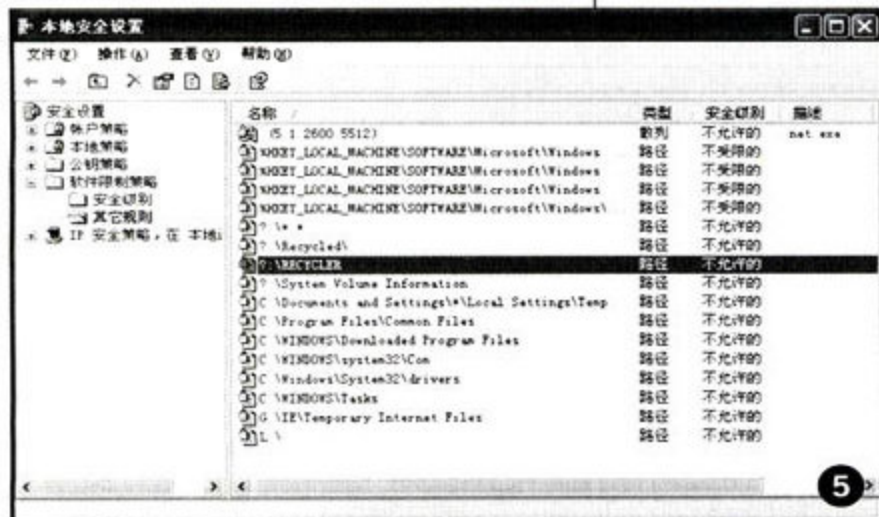 本地安全设置
文件(F) 操作(A) 查看(V) 帮助(H)
安全设置
帐户策略
本地策略
公钥策略
软件限制策略
安全级别
其它规则
IP 安全策略，在 本地
名称 / 类型 安全级别 描述
(5 1 2600 5512) 散列 不允许的 net exe
%HKEY_LOCAL_MACHINE\SOFTWARE\Microsoft\Windows 路径 不受限的
%HKEY_LOCAL_MACHINE\SOFTWARE\Microsoft\Windows 路径 不受限的
%HKEY_LOCAL_MACHINE\SOFTWARE\Microsoft\Windows 路径 不受限的
%HKEY_LOCAL_MACHINE\SOFTWARE\Microsoft\Windows\ 路径 不受限的
? \* * 路径 不允许的
? \Recycled\ 路径 不允许的
?:\RECYCLER 路径 不允许的
? \System Volume Information 路径 不允许的
C \Documents and Settings\*\Local Settings\Temp 路径 不允许的
C \Program Files\Common Files 路径 不允许的
C \WINDOWS\Downloaded Program Files 路径 不允许的
C \WINDOWS\system32\Com 路径 不允许的
C \Windows\System32\drivers 路径 不允许的
C \WINDOWS\Tasks 路径 不允许的
G \IE\Temporary Internet Files 路径 不允许的
L \ 路径 不允许的
5